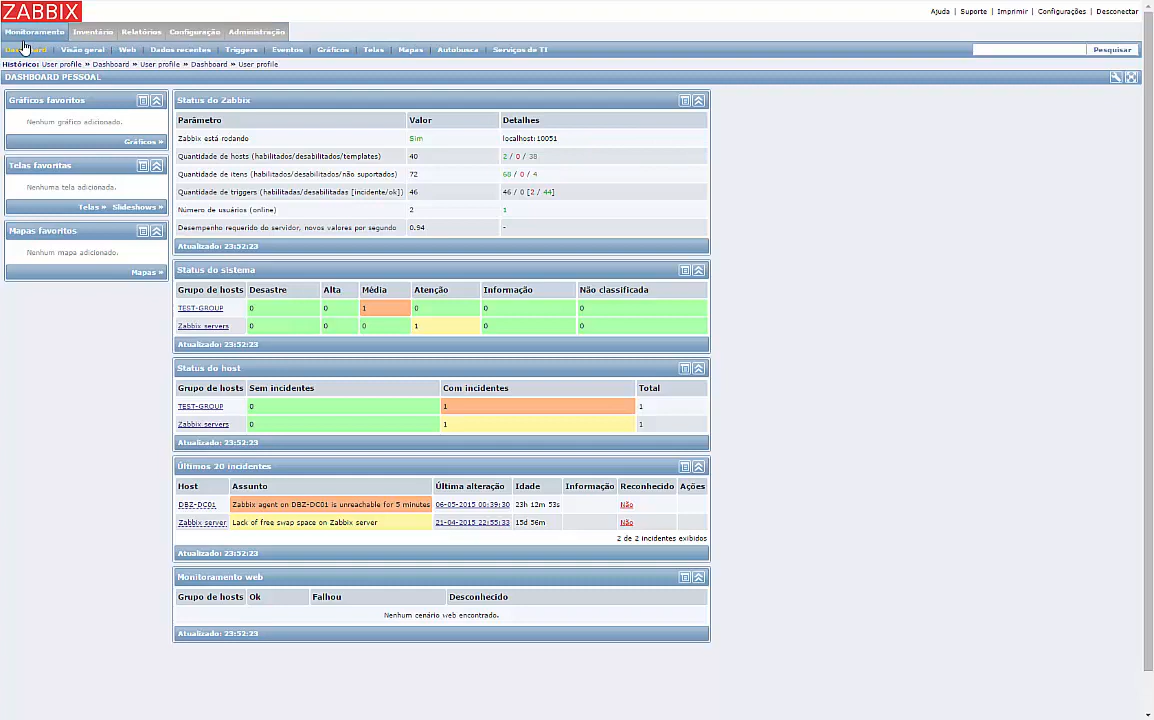 ZABBIX
Ajuda | Suporte | Imprimir | Configurações | Desconectar
Monitoramento Inventário Relatórios Configuração Administração
Dashboard | Visão geral | Web | Dados recentes | Triggers | Eventos | Gráficos | Telas | Mapas | Autobusca | Serviços de TI Pesquisar
Histórico: User profile » Dashboard » User profile » Dashboard » User profile
DASHBOARD PESSOAL
Gráficos favoritos
Nenhum gráfico adicionado.
Gráficos »
Telas favoritas
Nenhuma tela adicionada.
Telas » Slideshows »
Mapas favoritos
Nenhum mapa adicionado.
Mapas »
Status do Zabbix
Parâmetro Valor Detalhes
Zabbix está rodando Sim localhost:10051
Quantidade de hosts (habilitados/desabilitados/templates) 40 2 / 0 / 38
Quantidade de itens (habilitados/desabilitados/não suportados) 72 68 / 0 / 4
Quantidade de triggers (habilitadas/desabilitadas [incidente/ok]) 46 46 / 0 [2 / 44]
Número de usuários (online) 2 1
Desempenho requerido do servidor, novos valores por segundo 0.94 -
Atualizado: 23:52:23
Status do sistema
Grupo de hosts Desastre Alta Média Atenção Informação Não classificada
TEST-GROUP 0 0 1 0 0 0
Zabbix servers 0 0 0 1 0 0
Atualizado: 23:52:23
Status do host
Grupo de hosts Sem incidentes Com incidentes Total
TEST-GROUP 0 1 1
Zabbix servers 0 1 1
Atualizado: 23:52:23
Últimos 20 incidentes
Host Assunto Última alteração Idade Informação Reconhecido Ações
DBZ-DC01 Zabbix agent on DBZ-DC01 is unreachable for 5 minutes 06-05-2015 00:39:30 23h 12m 53s Não
Zabbix server Lack of free swap space on Zabbix server 21-04-2015 22:55:33 15d 56m Não
2 de 2 incidentes exibidos
Atualizado: 23:52:23
Monitoramento web
Grupo de hosts Ok Falhou Desconhecido
Nenhum cenário web encontrado.
Atualizado: 23:52:23